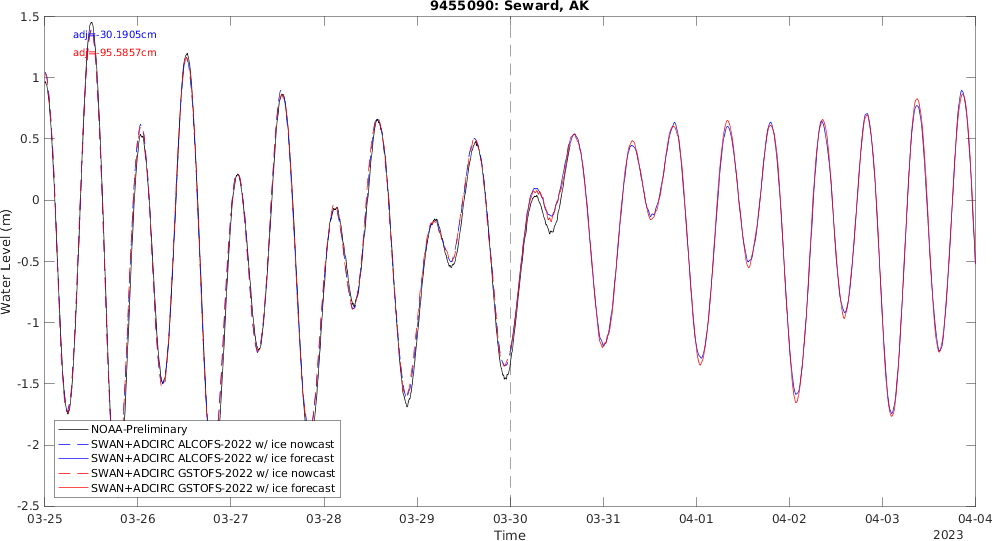 9455090: Seward, AK
adj=-30.1905cm
adj=-95.5857cm
Water Level (m)
1.5
1
0.5
0
-0.5
-1
-1.5
-2
-2.5
NOAA-Preliminary
SWAN+ADCIRC ALCOFS-2022 w/ ice nowcast
SWAN+ADCIRC ALCOFS-2022 w/ ice forecast
SWAN+ADCIRC GSTOFS-2022 w/ ice nowcast
SWAN+ADCIRC GSTOFS-2022 w/ ice forecast
03-25 03-26 03-27 03-28 03-29 03-30 03-31 04-01 04-02 04-03 04-04
Time
2023